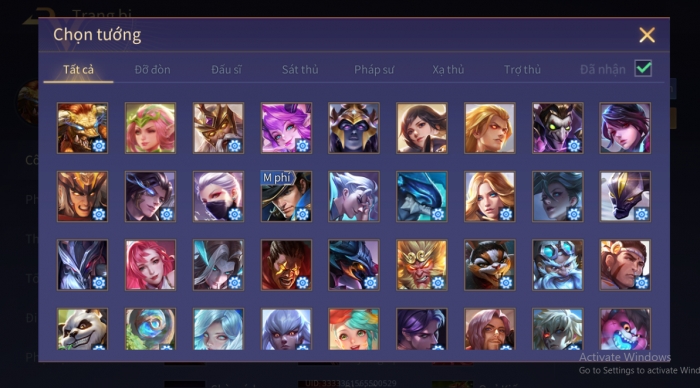 Trang bị
Chọn tướng
Tất cả Đỡ đòn Đấu sĩ Sát thủ Pháp sư Xạ thủ Trợ thủ Đã nhận
M.phí
Activate Windows
Go to Settings to activate Win